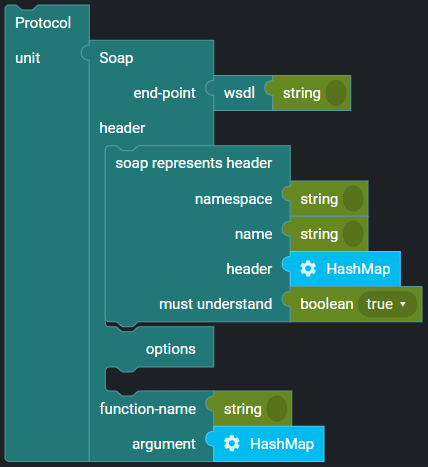 Protocol
unit Soap
end-point wsdl string
header
soap represents header
namespace string
name string
header HashMap
must understand boolean true
options
function-name string
argument HashMap